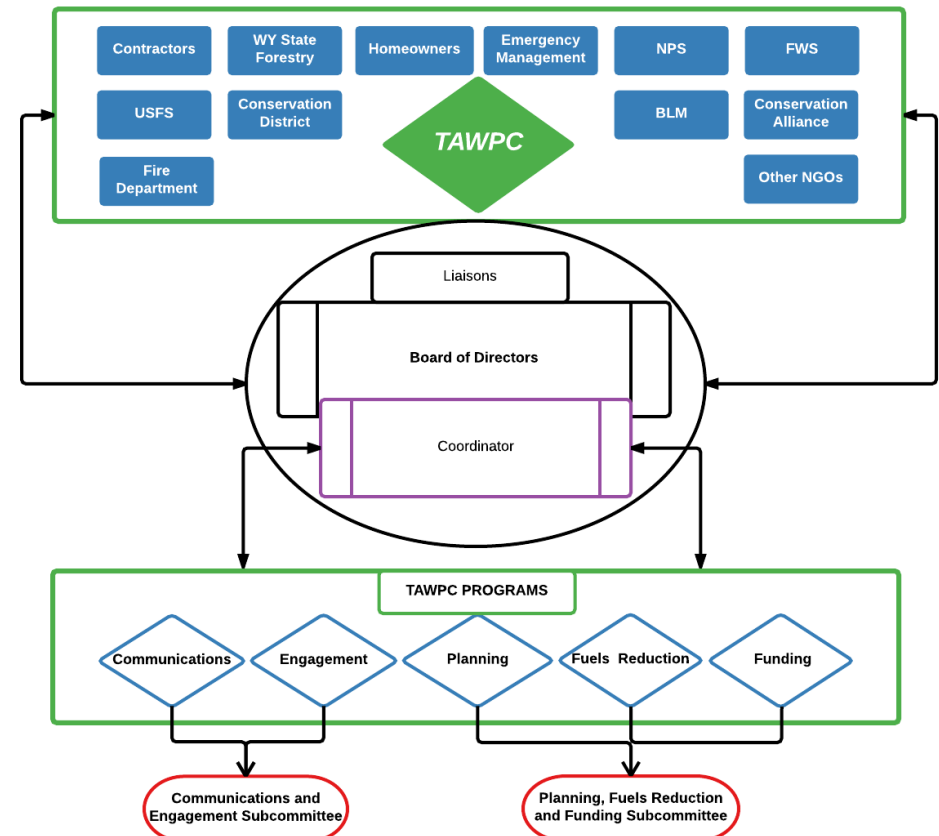 Contractors
WY State
Forestry
Homeowners
Emergency
Management
NPS
FWS
USFS
Conservation
District
TAWPC
BLM
Conservation
Alliance
Fire
Department
Other NGOs
Liaisons
Board of Directors
Coordinator
TAWPC PROGRAMS
Communications
Engagement
Planning
Fuels Reduction
Funding
Communications and
Engagement Subcommittee
Planning, Fuels Reduction
and Funding Subcommittee